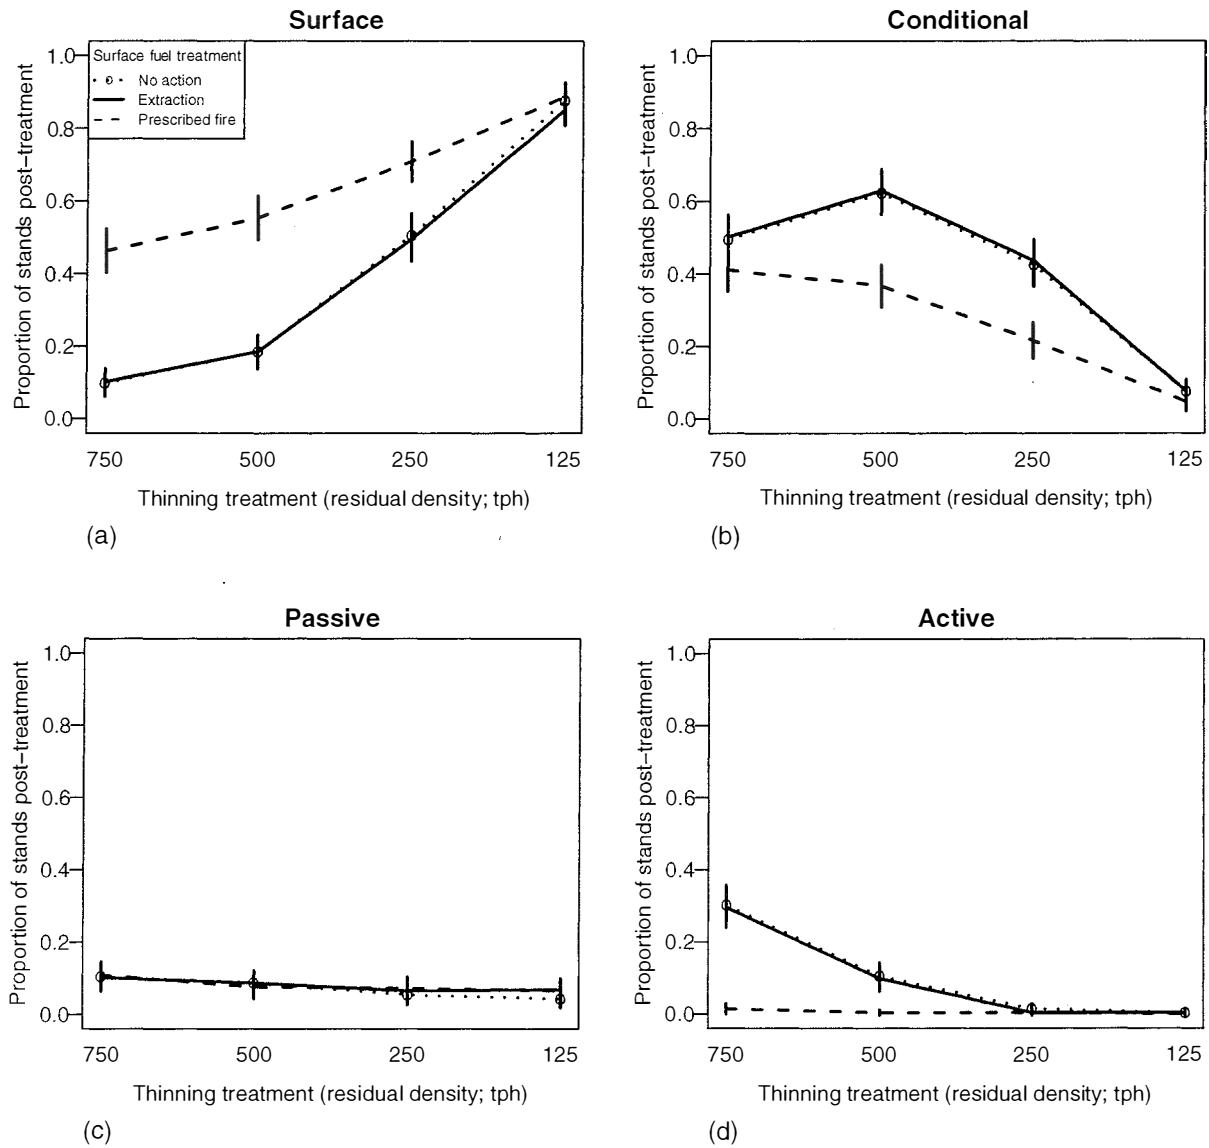 Surface
Proportion of stands post-treatment
1.0
0.8
0.6
0.4
0.2
0.0
Surface fuel treatment
No action
Extraction
Prescribed fire
750 500 250 125
Thinning treatment (residual density; tph)
(a)
Conditional
Proportion of stands post-treatment
1.0
0.8
0.6
0.4
0.2
0.0
750 500 250 125
Thinning treatment (residual density; tph)
(b)
Passive
Proportion of stands post-treatment
1.0
0.8
0.6
0.4
0.2
0.0
750 500 250 125
Thinning treatment (residual density; tph)
(c)
Active
Proportion of stands post-treatment
1.0
0.8
0.6
0.4
0.2
0.0
750 500 250 125
Thinning treatment (residual density; tph)
(d)